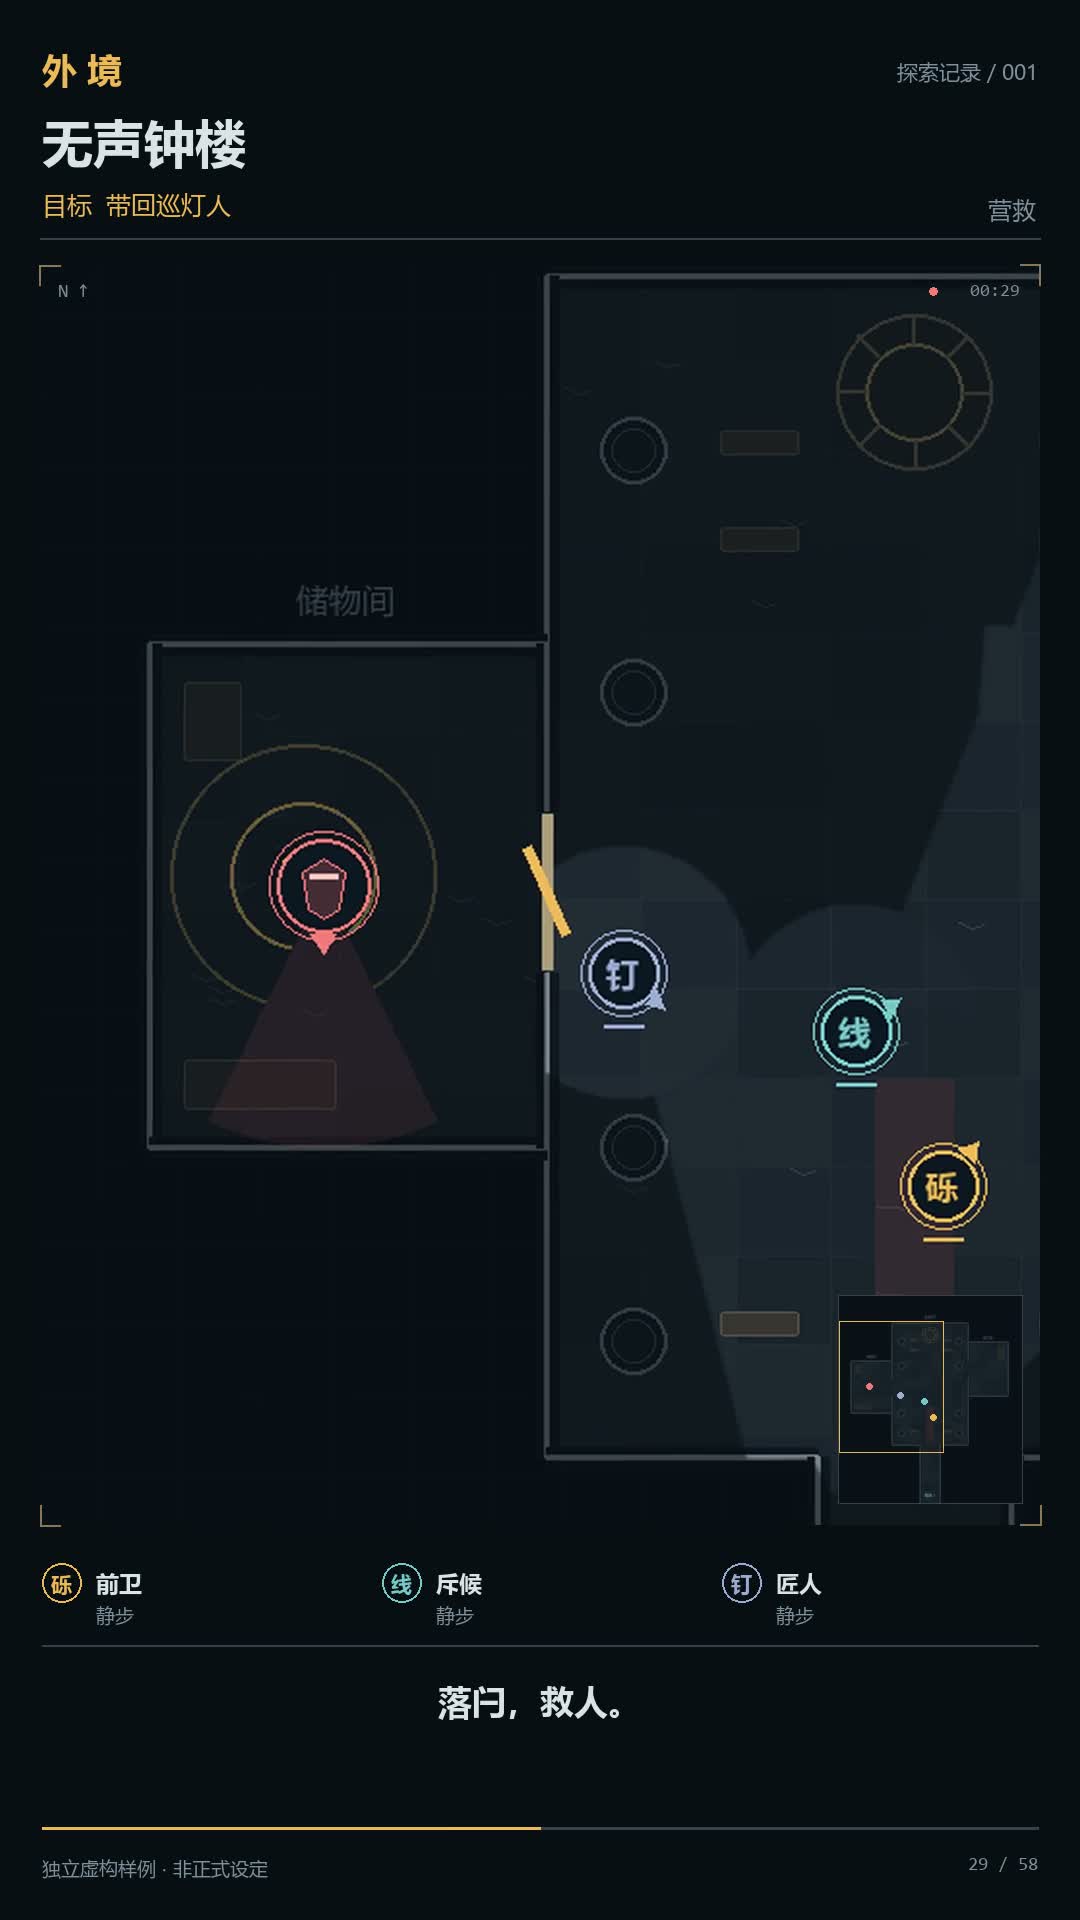 外境
探索记录 / 001
无声钟楼
目标 带回巡灯人
营救
N ↑
00:29
储物间
钉
线
砾
砾 前卫
静步
线 斥候
静步
钉 匠人
静步
落闩，救人。
独立虚构样例 · 非正式设定
29 / 58